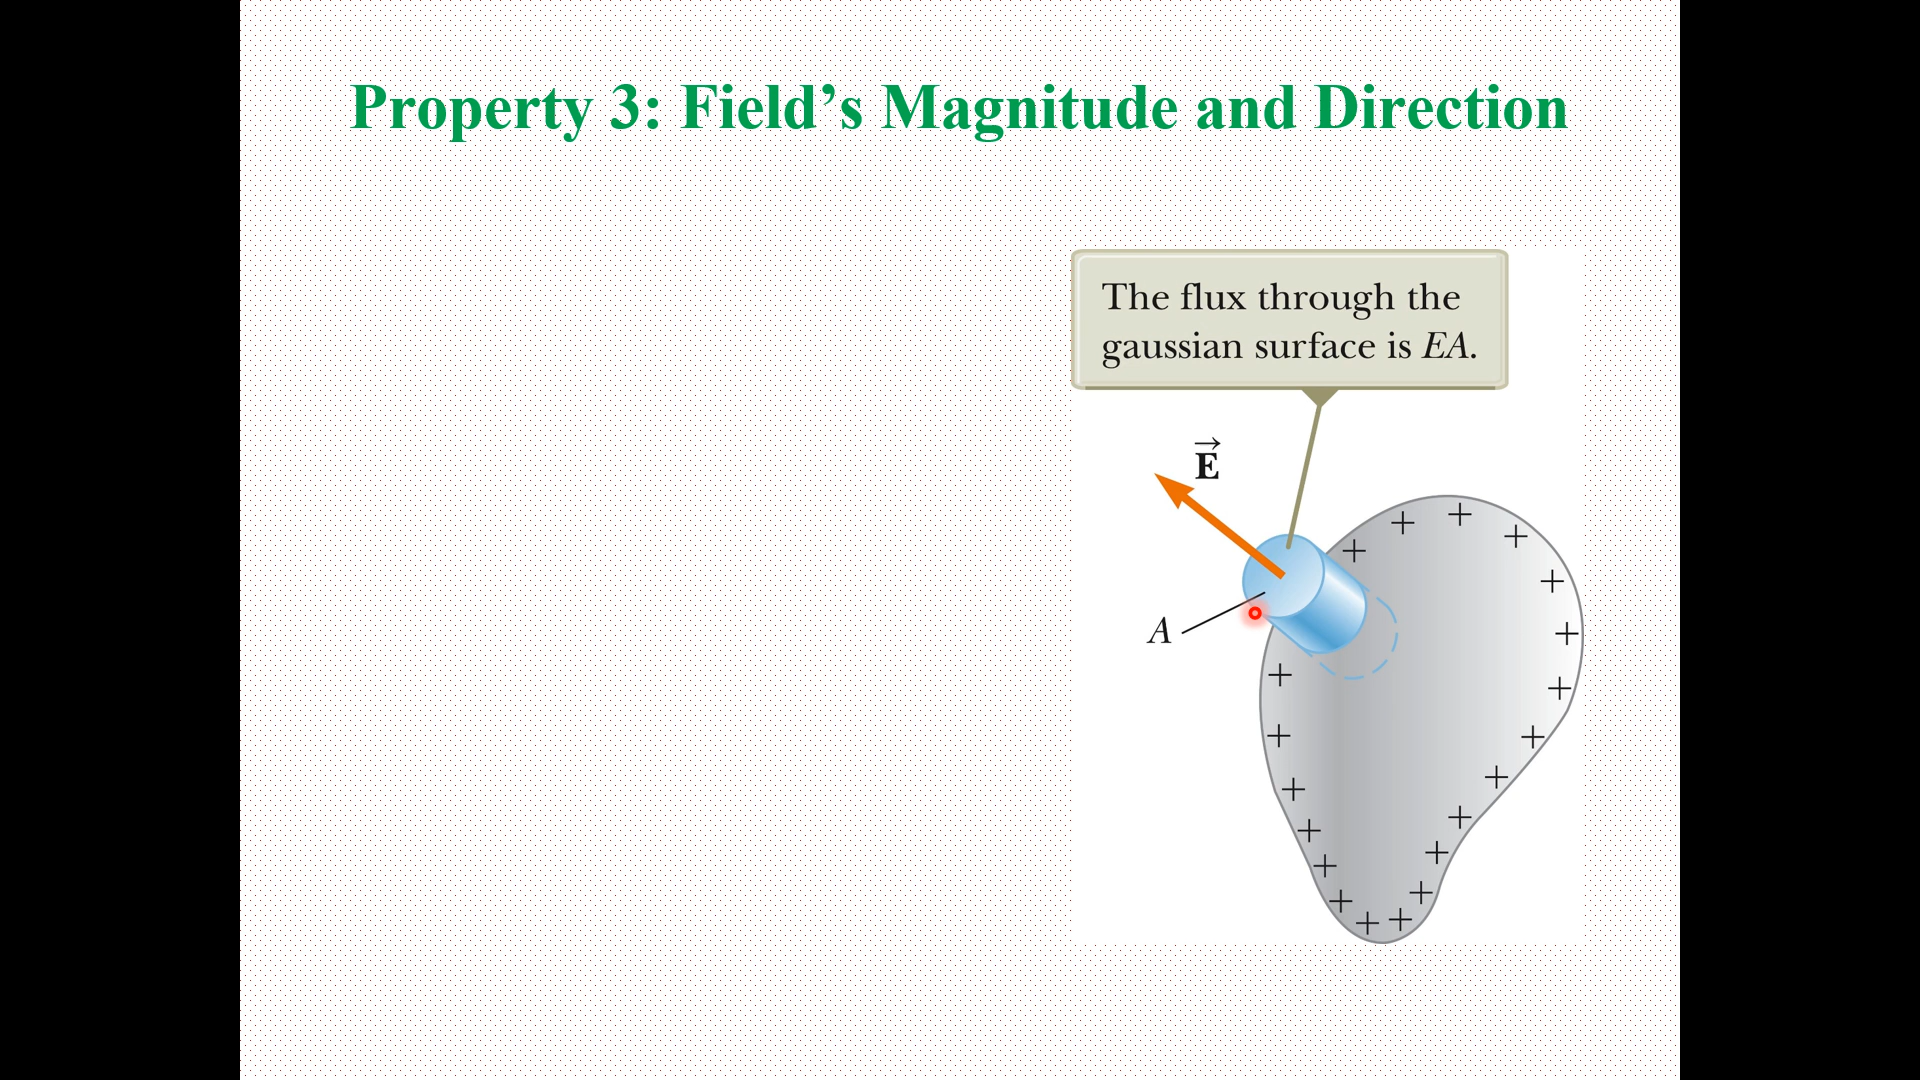 Property 3: Field’s Magnitude and Direction
The flux through the
gaussian surface is EA.
E
A